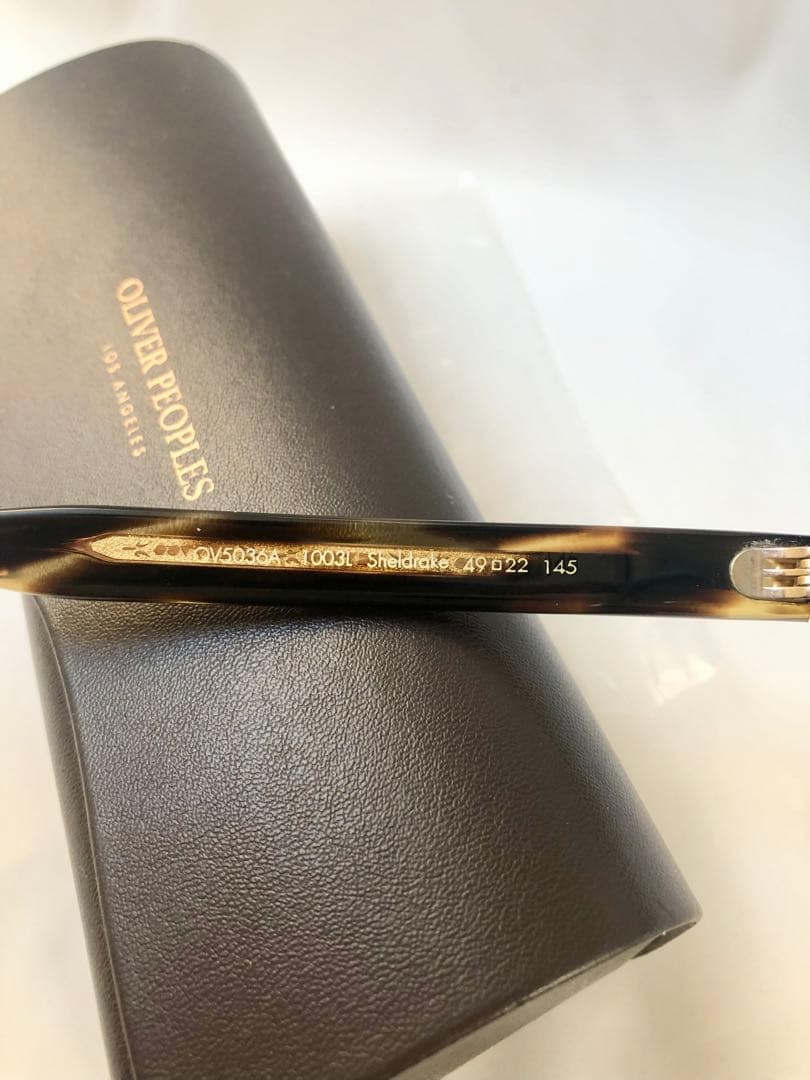 OLIVER PEOPLES
LOS ANGELES
OV5036A 1003L Sheldrake 49□22 145